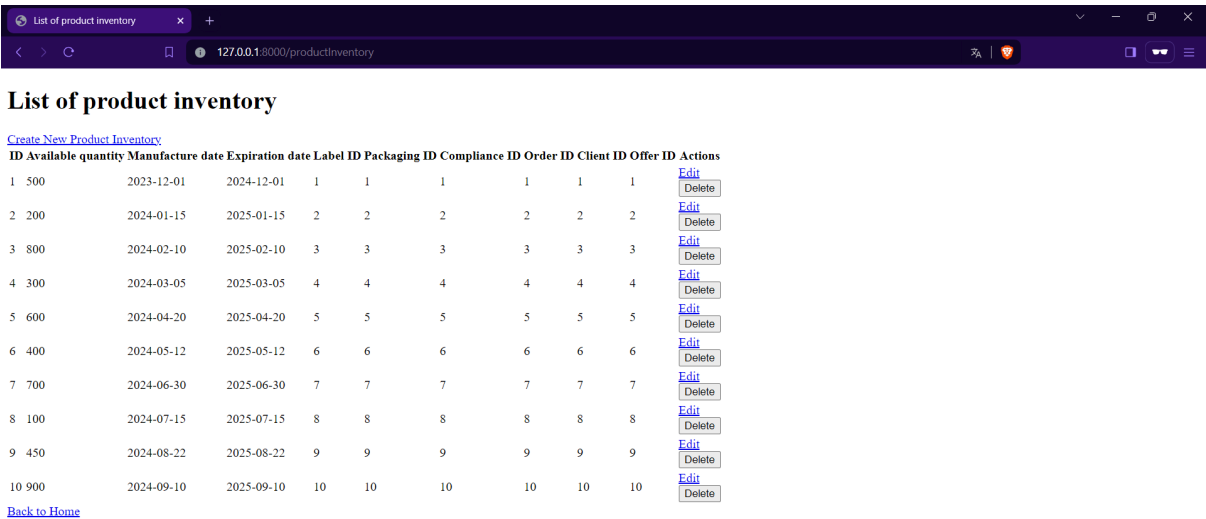 List of product inventory
127.0.0.1:8000/productInventory
List of product inventory
Create New Product Inventory
ID Available quantity Manufacture date Expiration date Label ID Packaging ID Compliance ID Order ID Client ID Offer ID Actions
1 500 2023-12-01 2024-12-01 1 1 1 1 1 1 Edit
Delete
2 200 2024-01-15 2025-01-15 2 2 2 2 2 2 Edit
Delete
3 800 2024-02-10 2025-02-10 3 3 3 3 3 3 Edit
Delete
4 300 2024-03-05 2025-03-05 4 4 4 4 4 4 Edit
Delete
5 600 2024-04-20 2025-04-20 5 5 5 5 5 5 Edit
Delete
6 400 2024-05-12 2025-05-12 6 6 6 6 6 6 Edit
Delete
7 700 2024-06-30 2025-06-30 7 7 7 7 7 7 Edit
Delete
8 100 2024-07-15 2025-07-15 8 8 8 8 8 8 Edit
Delete
9 450 2024-08-22 2025-08-22 9 9 9 9 9 9 Edit
Delete
10 900 2024-09-10 2025-09-10 10 10 10 10 10 10 Edit
Delete
Back to Home